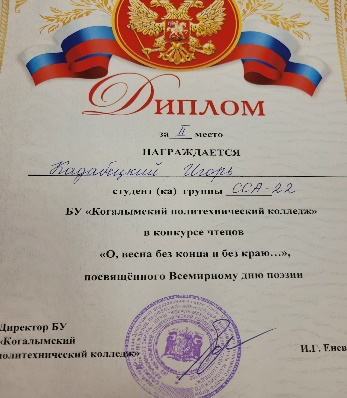 Диплом
за II место
НАГРАЖДАЕТСЯ
Кадабецкий Игорь
студент (ка) группы ССА-22
БУ «Когалымский политехнический колледж»
в конкурсе чтецов
«О, весна без конца и без краю…»,
посвящённого Всемирному дню поэзии
Директор БУ
«Когалымский
политехнический колледж»
И.Г. Енев